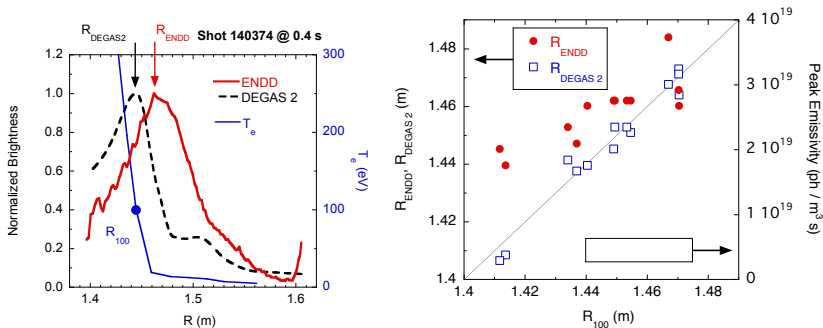 R_DEGAS2 R_ENDD Shot 140374 @ 0.4 s
ENDD
DEGAS 2
T_e
R_100
Normalized Brightness
0.0
0.2
0.4
0.6
0.8
1.0
1.2
1.4 1.5 1.6
R (m)
300
250
200
150
100
50
0
T_e (eV)
R_ENDD
R_DEGAS 2
R_ENDD, R_DEGAS 2 (m)
1.48
1.46
1.44
1.42
1.4
1.4 1.42 1.44 1.46 1.48
R_100 (m)
4 10^19
3 10^19
2 10^19
1 10^19
0
Peak Emissivity (ph / m^3 s)